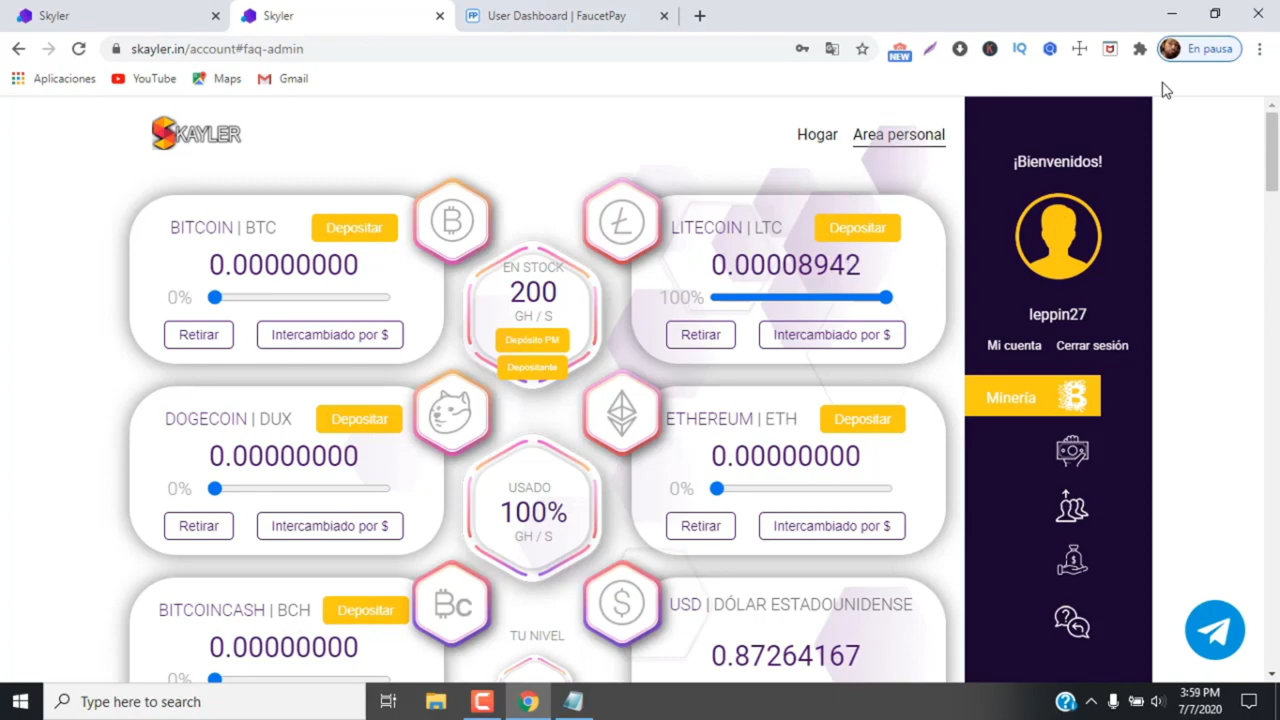 Skyler
Skyler
User Dashboard | FaucetPay
skayler.in/account#faq-admin
NEW
En pausa
Aplicaciones
YouTube
Maps
Gmail
SKAYLER
Hogar
Area personal
¡Bienvenidos!
BITCOIN | BTC
Depositar
0.00000000
0%
Retirar
Intercambiado por $
EN STOCK
200
GH / S
Depósito PM
Depositante
LITECOIN | LTC
Depositar
0.00008942
100%
Retirar
Intercambiado por $
leppin27
Mi cuenta
Cerrar sesión
Minería
DOGECOIN | DUX
Depositar
0.00000000
0%
Retirar
Intercambiado por $
USADO
100%
GH / S
ETHEREUM | ETH
Depositar
0.00000000
0%
Retirar
Intercambiado por $
BITCOINCASH | BCH
Depositar
0.00000000
0%
TU NIVEL
USD | DÓLAR ESTADOUNIDENSE
0.87264167
Type here to search
3:59 PM
7/7/2020